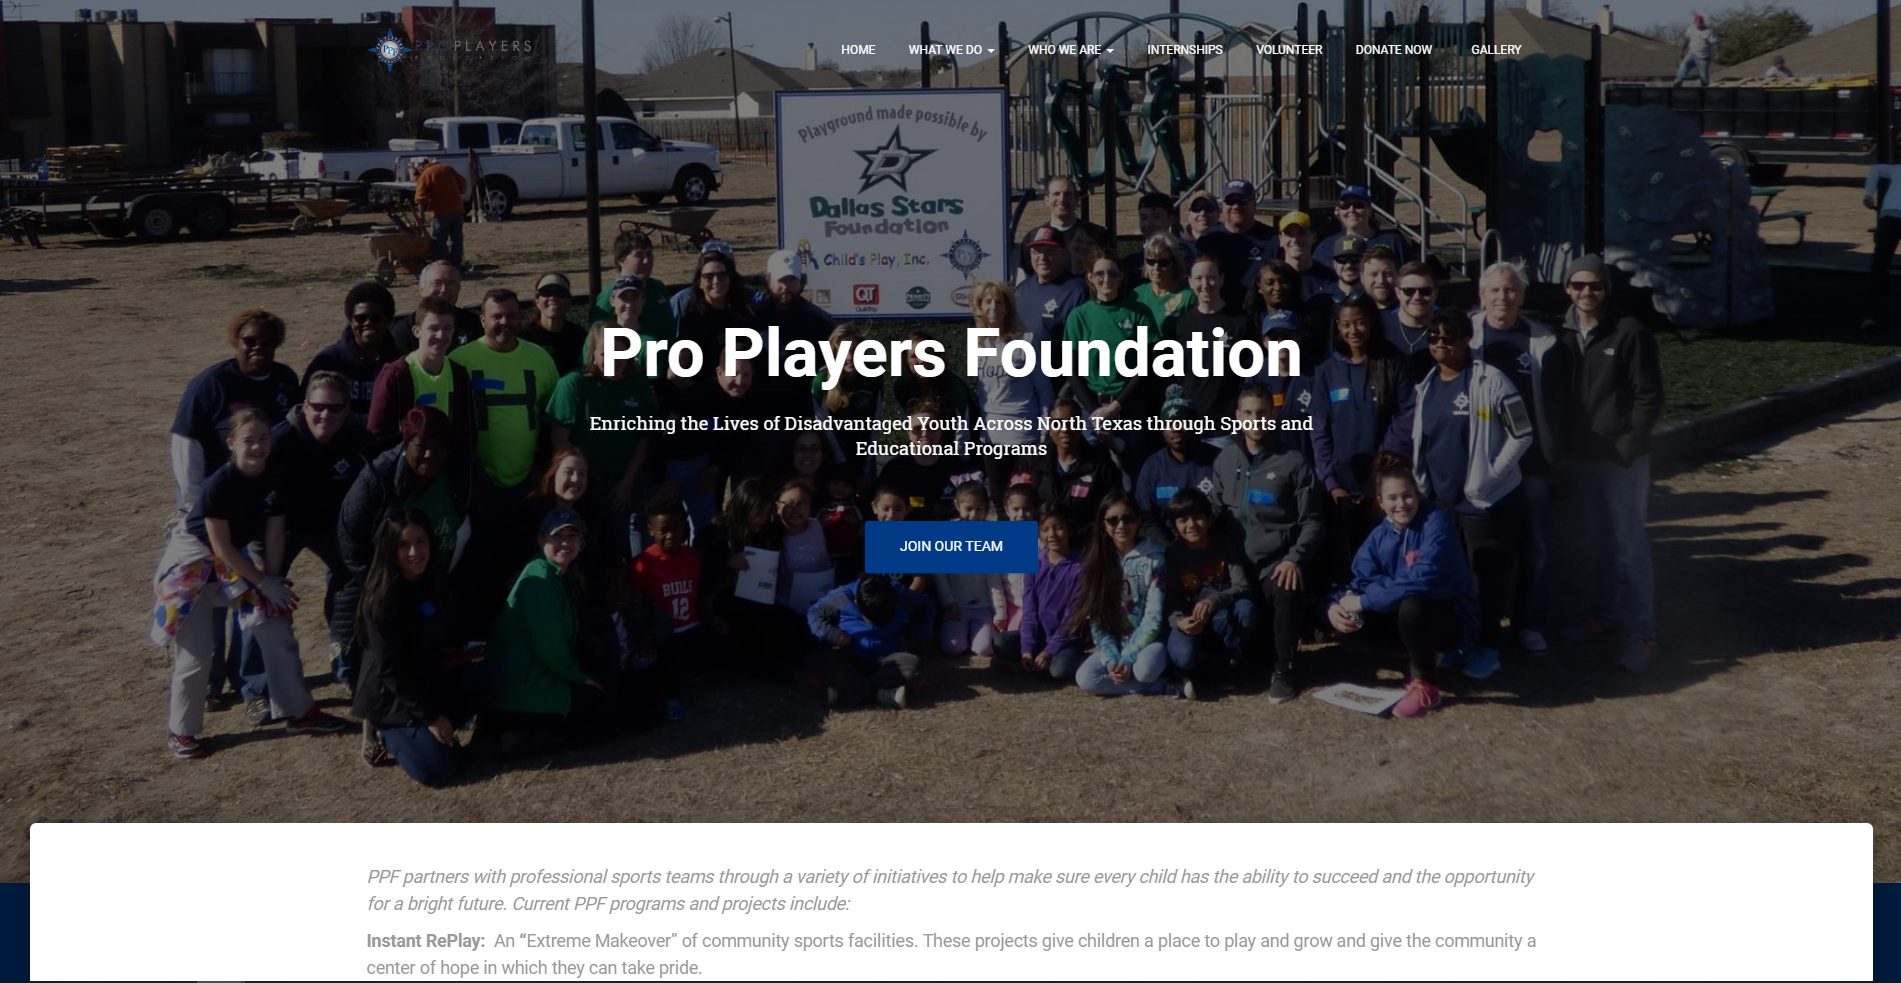 PRO PLAYERS
HOME
WHAT WE DO
WHO WE ARE
INTERNSHIPS
VOLUNTEER
DONATE NOW
GALLERY
Playground made possible by
D
Dallas Stars
Foundation
Child's Play, Inc.
PPF
QT
QuikTrip
Pro Players Foundation
Enriching the Lives of Disadvantaged Youth Across North Texas through Sports and
Educational Programs
JOIN OUR TEAM
BULLS
12
PPF partners with professional sports teams through a variety of initiatives to help make sure every child has the ability to succeed and the opportunity
for a bright future. Current PPF programs and projects include:
Instant RePlay:  An “Extreme Makeover” of community sports facilities. These projects give children a place to play and grow and give the community a
center of hope in which they can take pride.